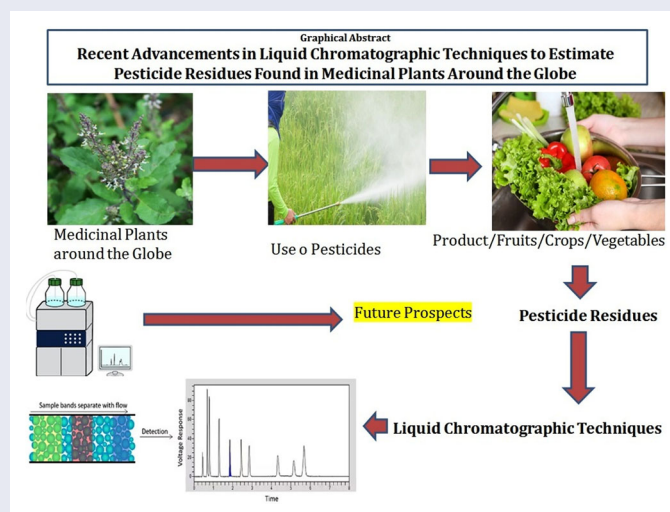 Graphical Abstract
Recent Advancements in Liquid Chromatographic Techniques to Estimate
Pesticide Residues Found in Medicinal Plants Around the Globe
Medicinal Plants
around the Globe
Use o Pesticides
Product/Fruits/Crops/Vegetables
Future Prospects
Pesticide Residues
Sample bands separate with flow
Detection
Voltage Response
Time
Liquid Chromatographic Techniques